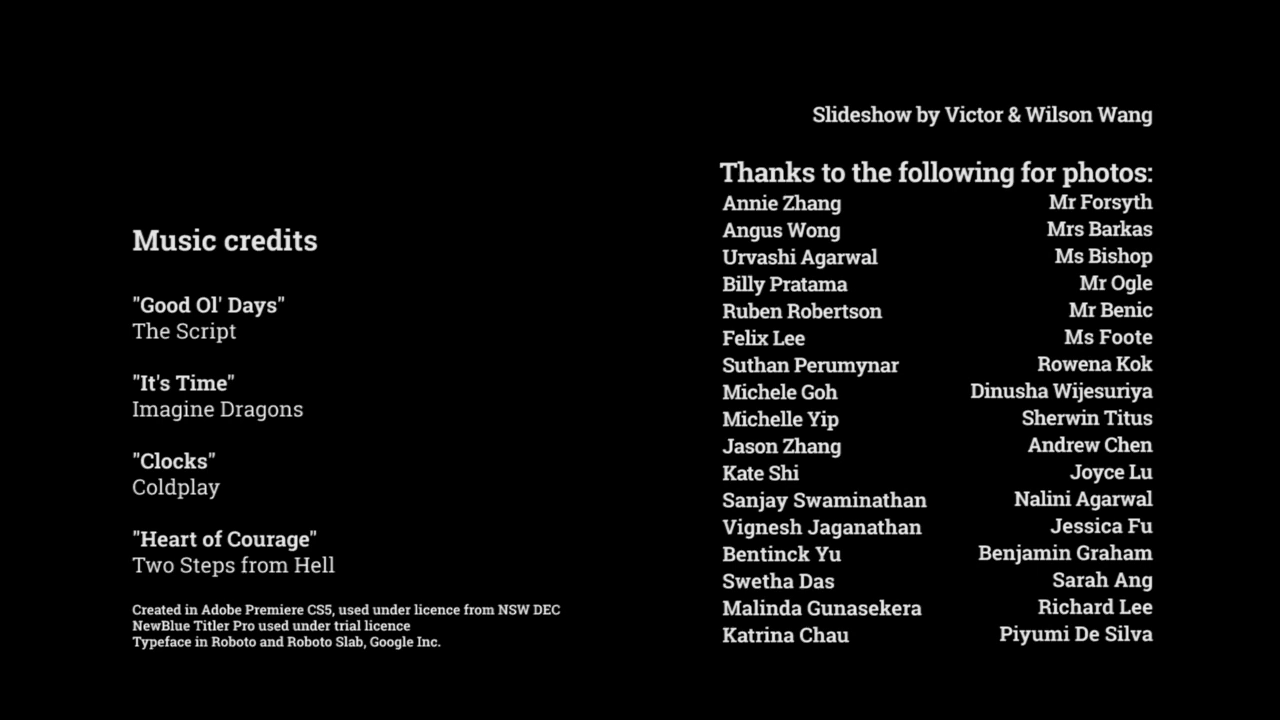 Slideshow by Victor & Wilson Wang
Music credits
"Good Ol' Days"
The Script
"It's Time"
Imagine Dragons
"Clocks"
Coldplay
"Heart of Courage"
Two Steps from Hell
Created in Adobe Premiere CS5, used under licence from NSW DEC
NewBlue Titler Pro used under trial licence
Typeface in Roboto and Roboto Slab, Google Inc.
Thanks to the following for photos:
Annie Zhang
Angus Wong
Urvashi Agarwal
Billy Pratama
Ruben Robertson
Felix Lee
Suthan Perumynar
Michele Goh
Michelle Yip
Jason Zhang
Kate Shi
Sanjay Swaminathan
Vignesh Jaganathan
Bentinck Yu
Swetha Das
Malinda Gunasekera
Katrina Chau
Mr Forsyth
Mrs Barkas
Ms Bishop
Mr Ogle
Mr Benic
Ms Foote
Rowena Kok
Dinusha Wijesuriya
Sherwin Titus
Andrew Chen
Joyce Lu
Nalini Agarwal
Jessica Fu
Benjamin Graham
Sarah Ang
Richard Lee
Piyumi De Silva